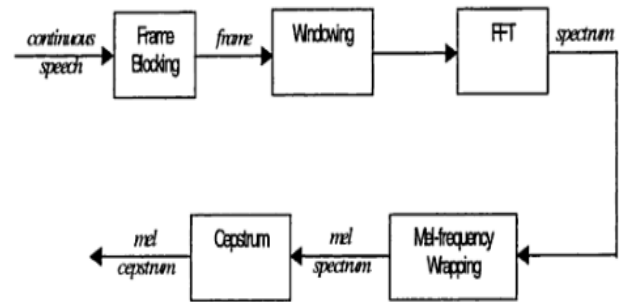 continuous
speech
Frame
Blocking
frame
Windowing
FFT
spectrum
Mel-frequency
Wrapping
mel
spectrum
Cepstrum
mel
cepstrum